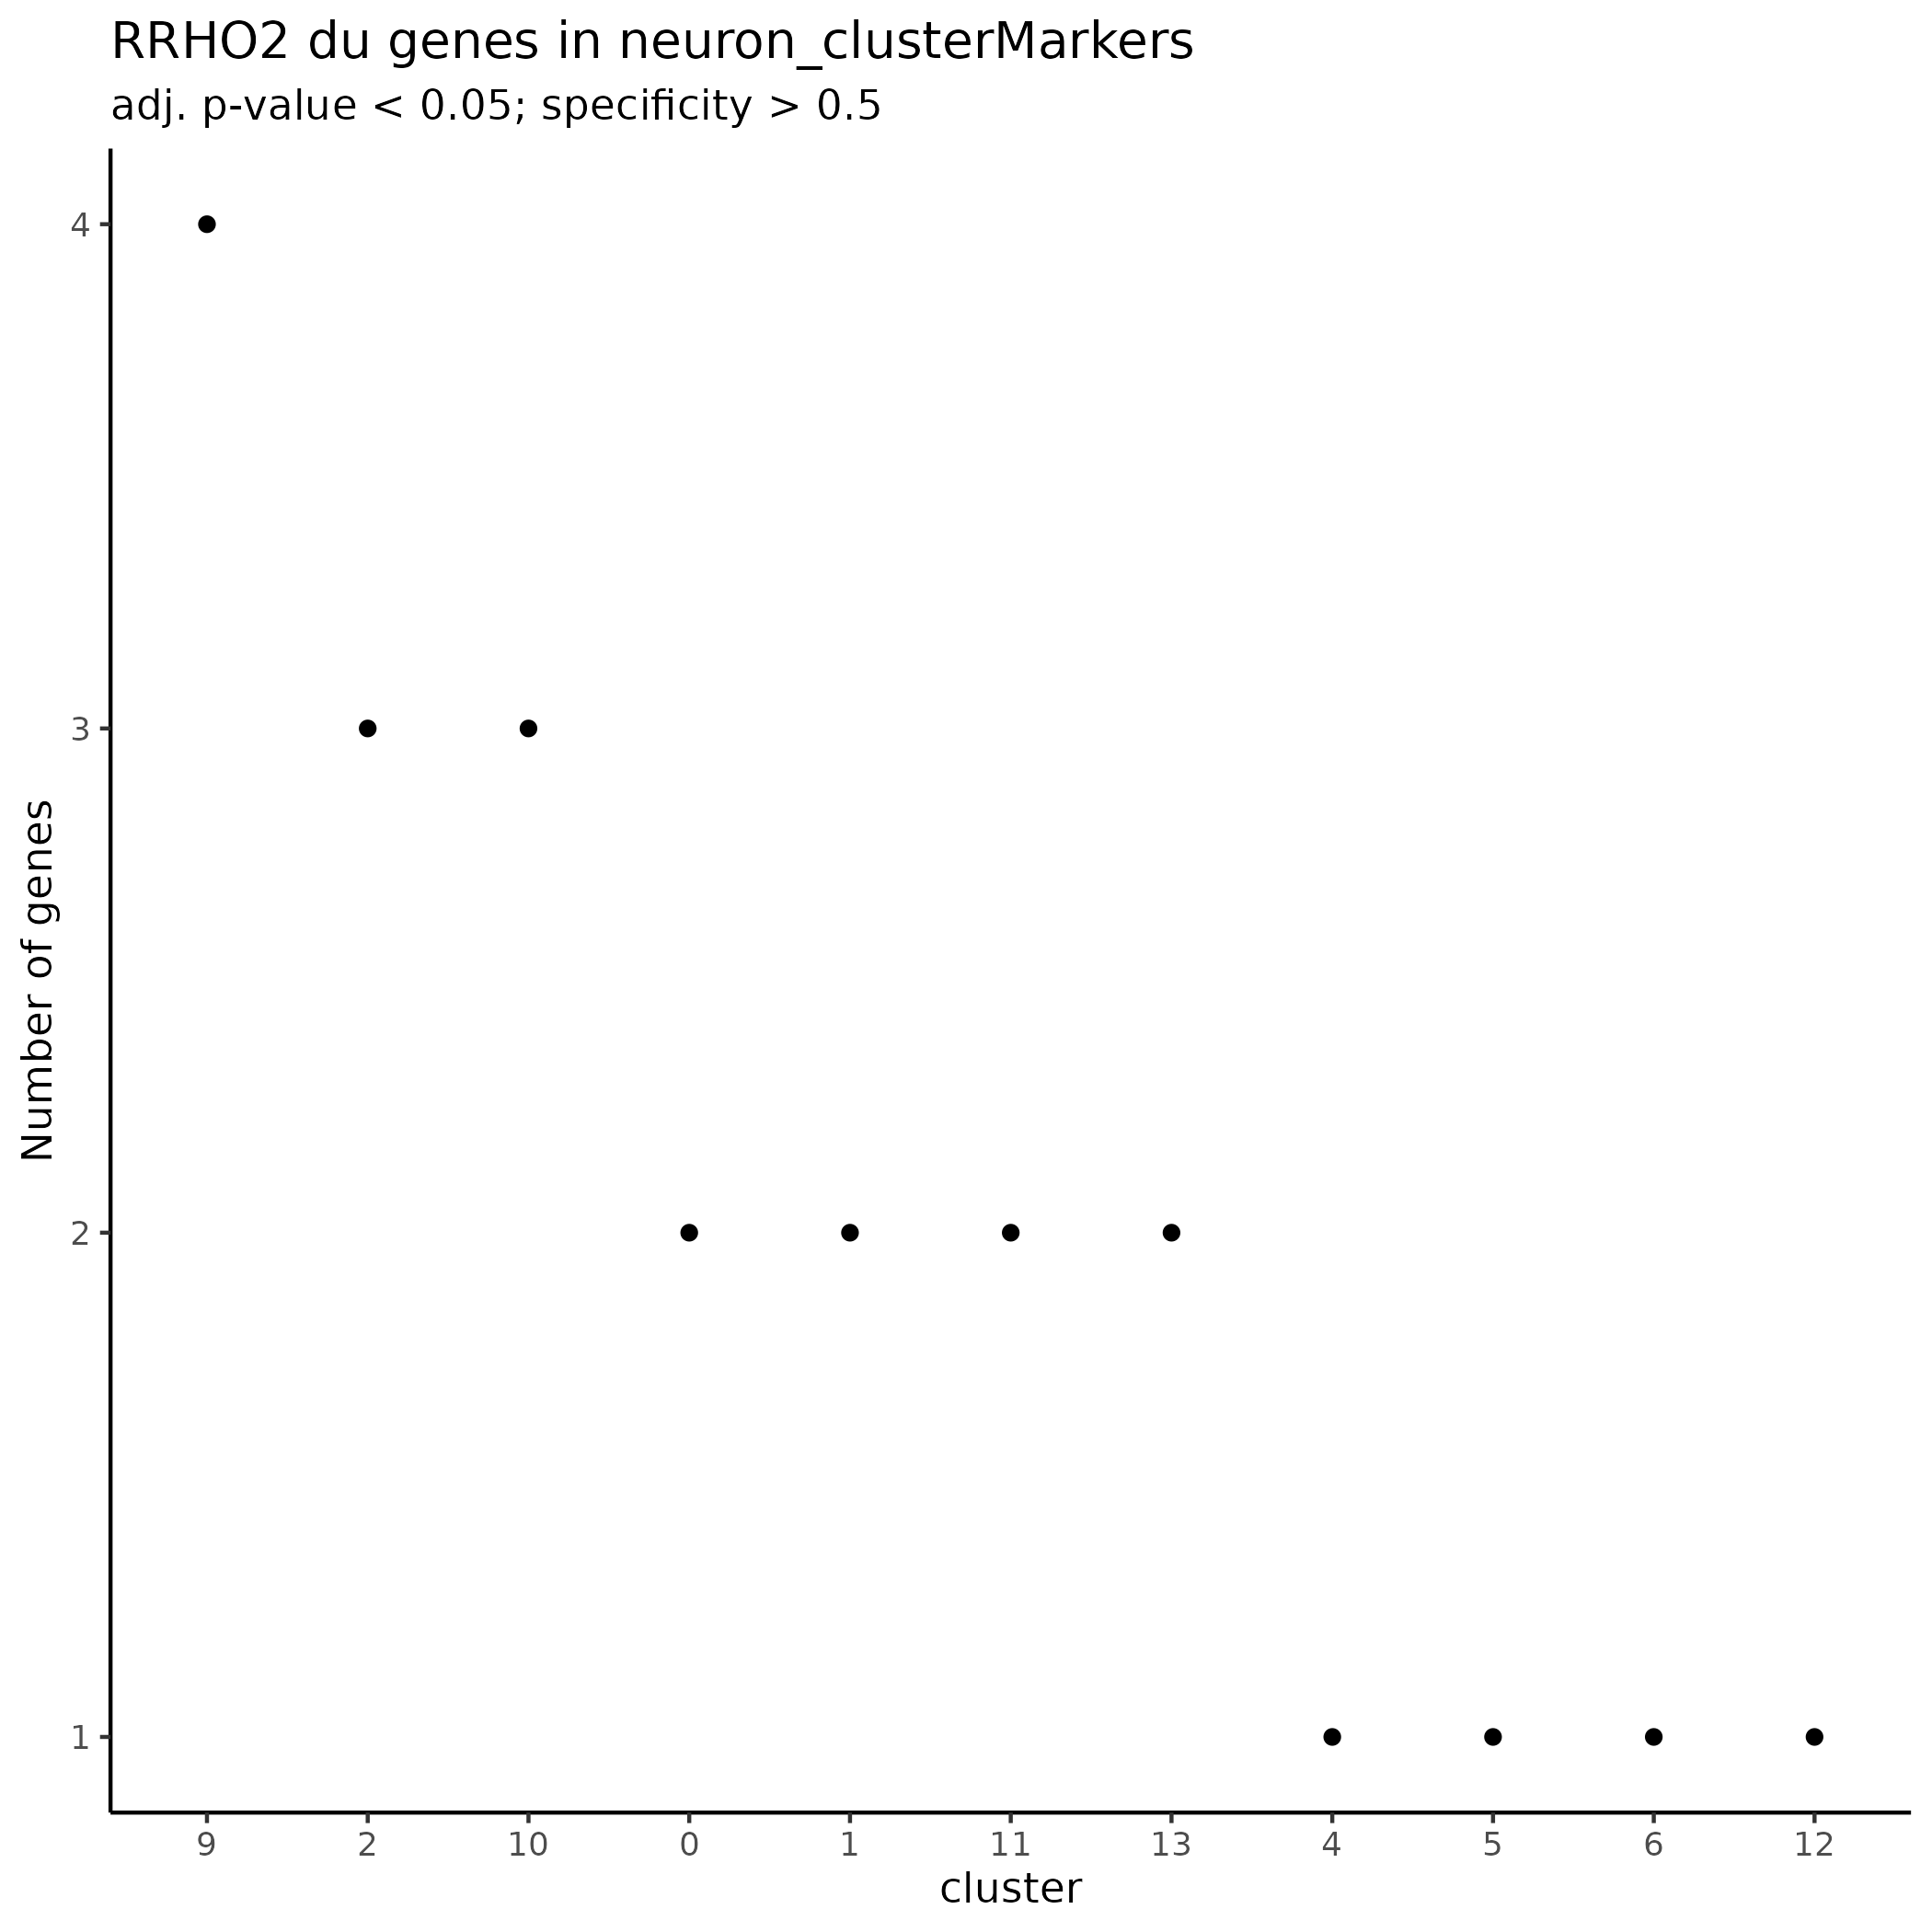 RRHO2 du genes in neuron_clusterMarkers
adj. p-value < 0.05; specificity > 0.5
Number of genes
4
3
2
1
9 2 10 0 1 11 13 4 5 6 12
cluster